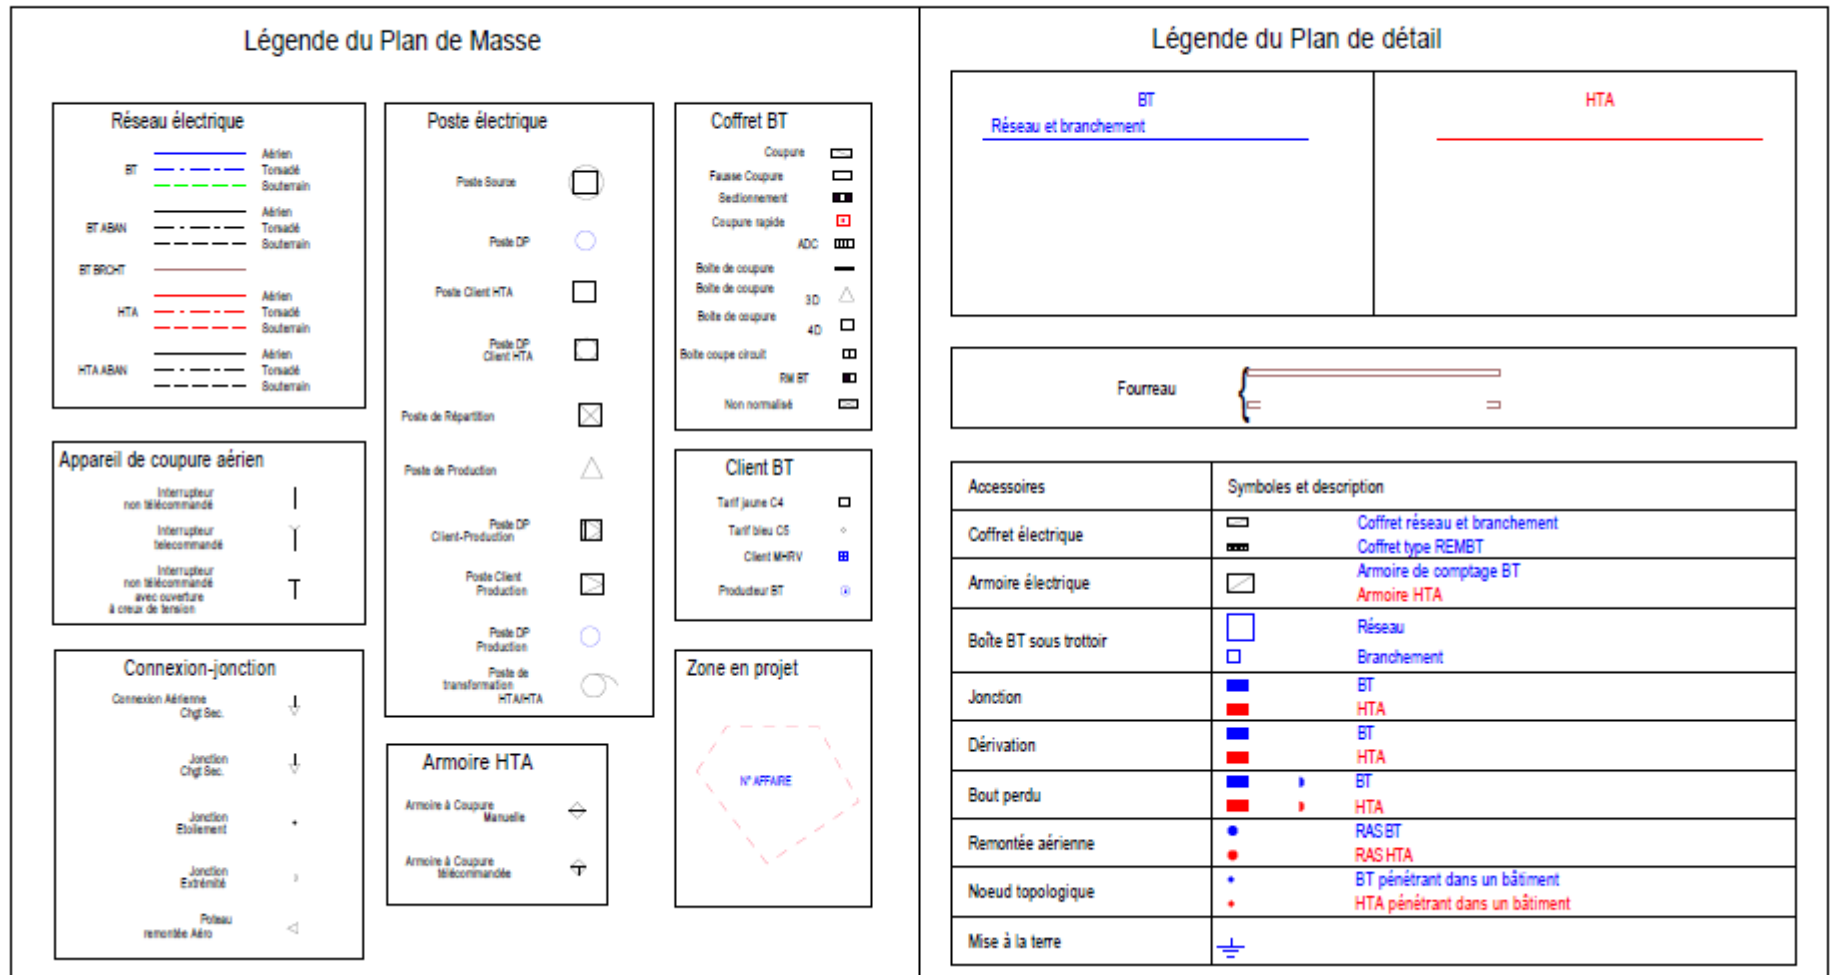 Légende du Plan de Masse
Réseau électrique
BT
Aérien
Torsadé
Souterrain
BT ABAN
Aérien
Torsadé
Souterrain
BT BRCHT
HTA
Aérien
Torsadé
Souterrain
HTA ABAN
Aérien
Torsadé
Souterrain
Appareil de coupure aérien
Interrupteur
non télécommandé
Interrupteur
telecommandé
Interrupteur
non télécommandé
avec ouverture
à creux de tension
Connexion-jonction
Connexion Aérienne
Chgt Sec.
Jonction
Chgt Sec.
Jonction
Etoilement
Jonction
Extrémité
Poteau
remontée Aéro
Poste électrique
Poste Source
Poste DP
Poste Client HTA
Poste DP
Client HTA
Poste de Répartition
Poste de Production
Poste DP
Client-Production
Poste Client
Production
Poste DP
Production
Poste de
transformation
HTA/HTA
Armoire HTA
Armoire à Coupure
Manuelle
Armoire à Coupure
télécommandée
Coffret BT
Coupure
Fausse Coupure
Sectionnement
Coupure rapide
ADC
Boite de coupure
Boite de coupure
3D
Boite de coupure
4D
Boite coupe circuit
RM BT
Non normalisé
Client BT
Tarif jaune C4
Tarif bleu C5
Client MHRV
Producteur BT
Zone en projet
N° AFFAIRE
Légende du Plan de détail
BT
Réseau et branchement
HTA
Fourreau
Accessoires
Symboles et description
Coffret électrique
Coffret réseau et branchement
Coffret type REMBT
Armoire électrique
Armoire de comptage BT
Armoire HTA
Boîte BT sous trottoir
Réseau
Branchement
Jonction
BT
HTA
Dérivation
BT
HTA
Bout perdu
BT
HTA
Remontée aérienne
RAS BT
RAS HTA
Noeud topologique
BT pénétrant dans un bâtiment
HTA pénétrant dans un bâtiment
Mise à la terre